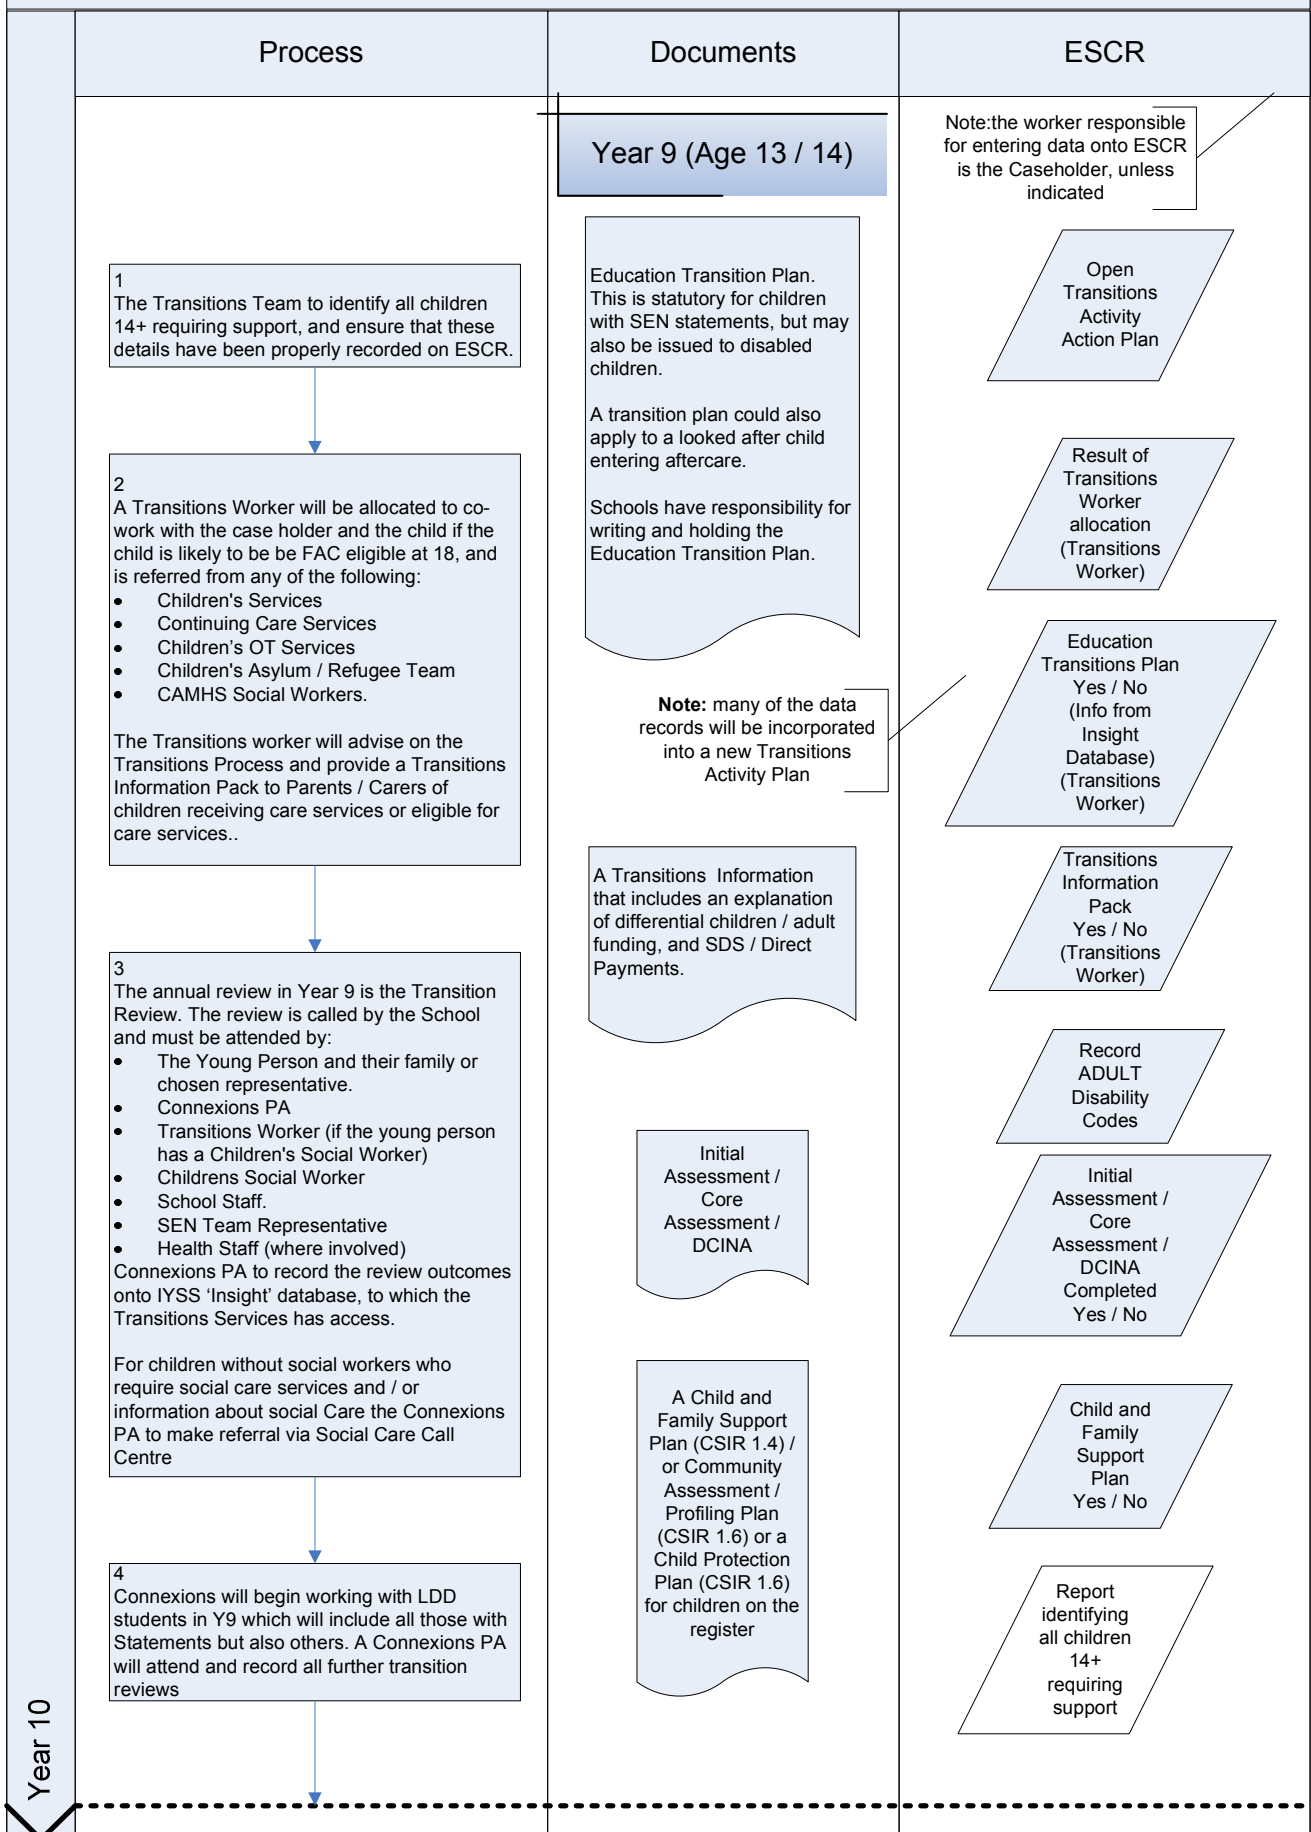 Process
Documents
ESCR
Year 9 (Age 13 / 14)
Note:the worker responsible
for entering data onto ESCR
is the Caseholder, unless
indicated
1
The Transitions Team to identify all children
14+ requiring support, and ensure that these
details have been properly recorded on ESCR.
2
A Transitions Worker will be allocated to co-
work with the case holder and the child if the
child is likely to be be FAC eligible at 18, and
is referred from any of the following:
• Children's Services
• Continuing Care Services
• Children’s OT Services
• Children's Asylum / Refugee Team
• CAMHS Social Workers.
The Transitions worker will advise on the
Transitions Process and provide a Transitions
Information Pack to Parents / Carers of
children receiving care services or eligible for
care services..
3
The annual review in Year 9 is the Transition
Review. The review is called by the School
and must be attended by:
• The Young Person and their family or
chosen representative.
• Connexions PA
• Transitions Worker (if the young person
has a Children's Social Worker)
• Childrens Social Worker
• School Staff.
• SEN Team Representative
• Health Staff (where involved)
Connexions PA to record the review outcomes
onto IYSS ‘Insight’ database, to which the
Transitions Services has access.
For children without social workers who
require social care services and / or
information about social Care the Connexions
PA to make referral via Social Care Call
Centre
4
Connexions will begin working with LDD
students in Y9 which will include all those with
Statements but also others. A Connexions PA
will attend and record all further transition
reviews
Education Transition Plan.
This is statutory for children
with SEN statements, but may
also be issued to disabled
children.
A transition plan could also
apply to a looked after child
entering aftercare.
Schools have responsibility for
writing and holding the
Education Transition Plan.
Note: many of the data
records will be incorporated
into a new Transitions
Activity Plan
A Transitions Information
that includes an explanation
of differential children / adult
funding, and SDS / Direct
Payments.
Initial
Assessment /
Core
Assessment /
DCINA
A Child and
Family Support
Plan (CSIR 1.4) /
or Community
Assessment /
Profiling Plan
(CSIR 1.6) or a
Child Protection
Plan (CSIR 1.6)
for children on the
register
Open
Transitions
Activity
Action Plan
Result of
Transitions
Worker
allocation
(Transitions
Worker)
Education
Transitions Plan
Yes / No
(Info from
Insight
Database)
(Transitions
Worker)
Transitions
Information
Pack
Yes / No
(Transitions
Worker)
Record
ADULT
Disability
Codes
Initial
Assessment /
Core
Assessment /
DCINA
Completed
Yes / No
Child and
Family
Support
Plan
Yes / No
Report
identifying
all children
14+
requiring
support
Year 10